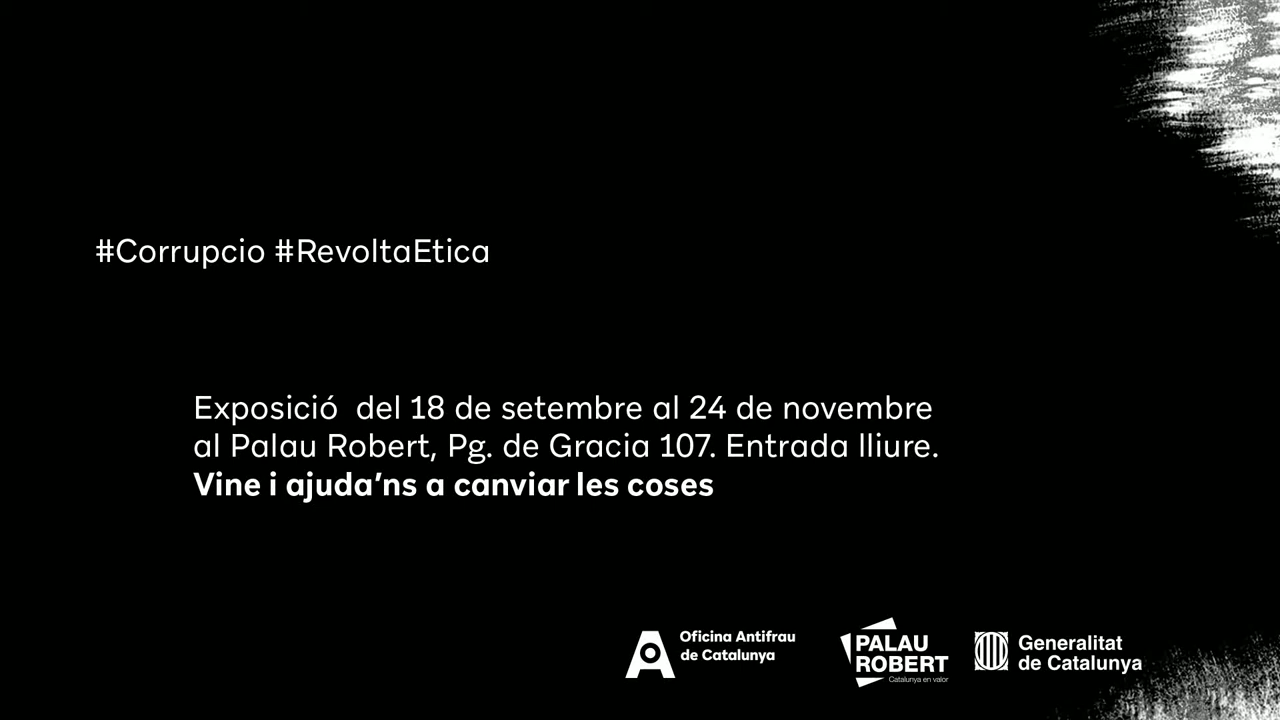 #Corrupcio #RevoltaEtica
Exposició  del 18 de setembre al 24 de novembre
al Palau Robert, Pg. de Gracia 107. Entrada lliure.
Vine i ajuda’ns a canviar les coses
Oficina Antifrau
de Catalunya
PALAU
ROBERT
Catalunya en valor
Generalitat
de Catalunya